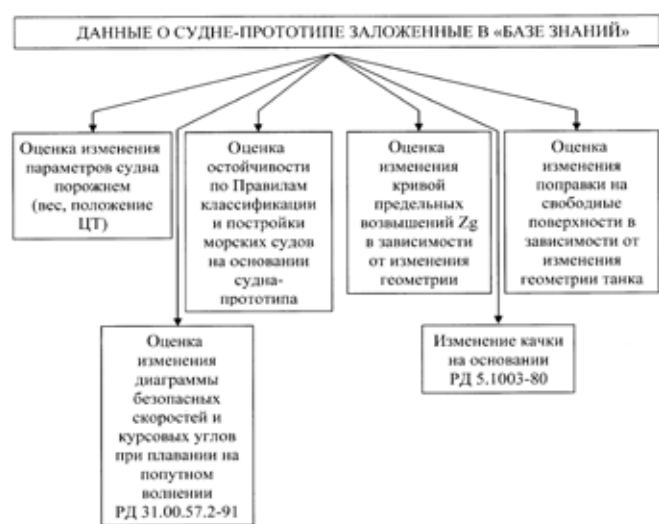 ДАННЫЕ О СУДНЕ-ПРОТОТИПЕ ЗАЛОЖЕННЫЕ В «БАЗЕ ЗНАНИЙ»
Оценка изменения
параметров судна
порожнем
(вес, положение
ЦТ)
Оценка
остойчивости
по Правилам
классификации
и постройки
морских судов
на основании
судна-
прототипа
Оценка
изменения
кривой
предельных
возвышений Zg
в зависимости
от изменения
геометрии
Оценка
изменения
поправки на
свободные
поверхности в
зависимости от
изменения
геометрии танка
Оценка
изменения
диаграммы
безопасных
скоростей и
курсовых углов
при плавании на
попутном
волнении
РД 31.00.57.2-91
Изменение качки
на основании
РД 5.1003-80